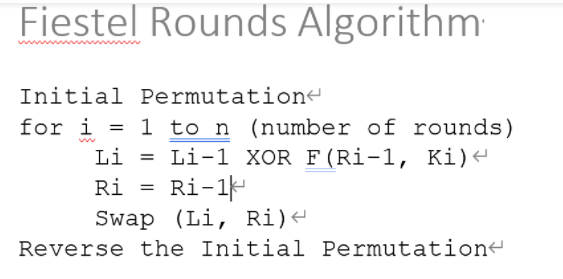 Fiestel Rounds Algorithm
Initial Permutation
for i = 1 to n (number of rounds)
Li = Li-1 XOR F(Ri-1, Ki)
Ri = Ri-1
Swap (Li, Ri)
Reverse the Initial Permutation